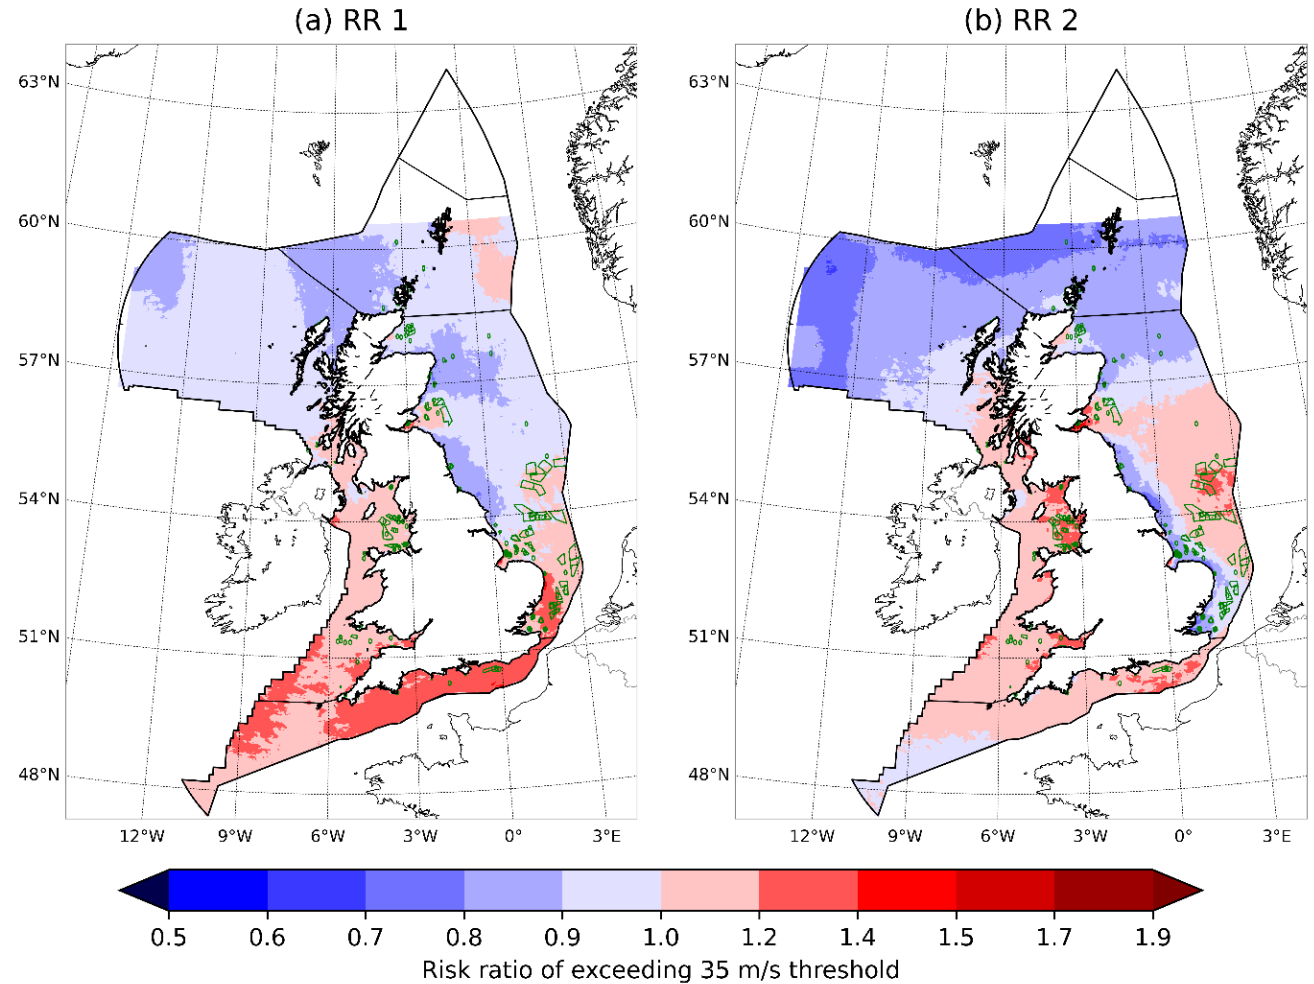 (a) RR 1
(b) RR 2
63°N
60°N
57°N
54°N
51°N
48°N
12°W 9°W 6°W 3°W 0° 3°E
63°N
60°N
57°N
54°N
51°N
48°N
12°W 9°W 6°W 3°W 0° 3°E
0.5 0.6 0.7 0.8 0.9 1.0 1.2 1.4 1.5 1.7 1.9
Risk ratio of exceeding 35 m/s threshold